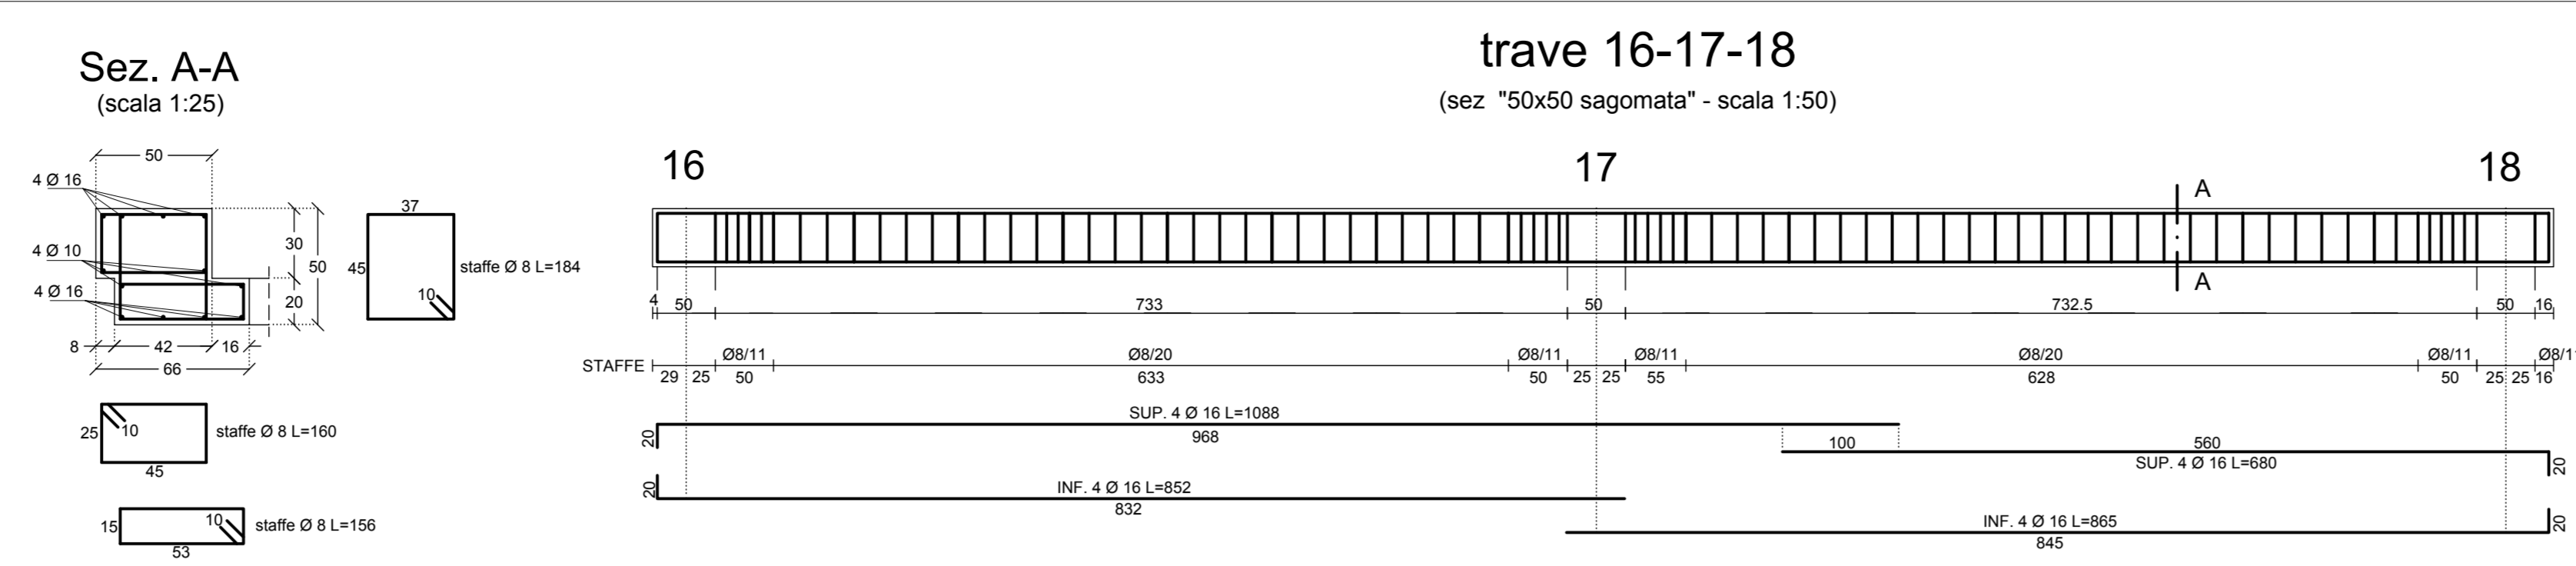 Sez. A-A
(scala 1:25)
50
4 Ø 16
4 Ø 10
4 Ø 16
30
50
20
8
42
16
66
37
45
10
staffe Ø 8 L=184
25
10
45
staffe Ø 8 L=160
15
10
53
staffe Ø 8 L=156
trave 16-17-18
(sez "50x50 sagomata" - scala 1:50)
16
17
18
A
A
4
50
733
50
732.5
50
16
STAFFE
Ø8/11
Ø8/20
Ø8/11
Ø8/11
Ø8/20
Ø8/11
Ø8/1
29
25
50
633
50
25
25
55
628
50
25
25
16
SUP. 4 Ø 16 L=1088
20
968
100
560
SUP. 4 Ø 16 L=680
20
20
INF. 4 Ø 16 L=852
832
INF. 4 Ø 16 L=865
845
20